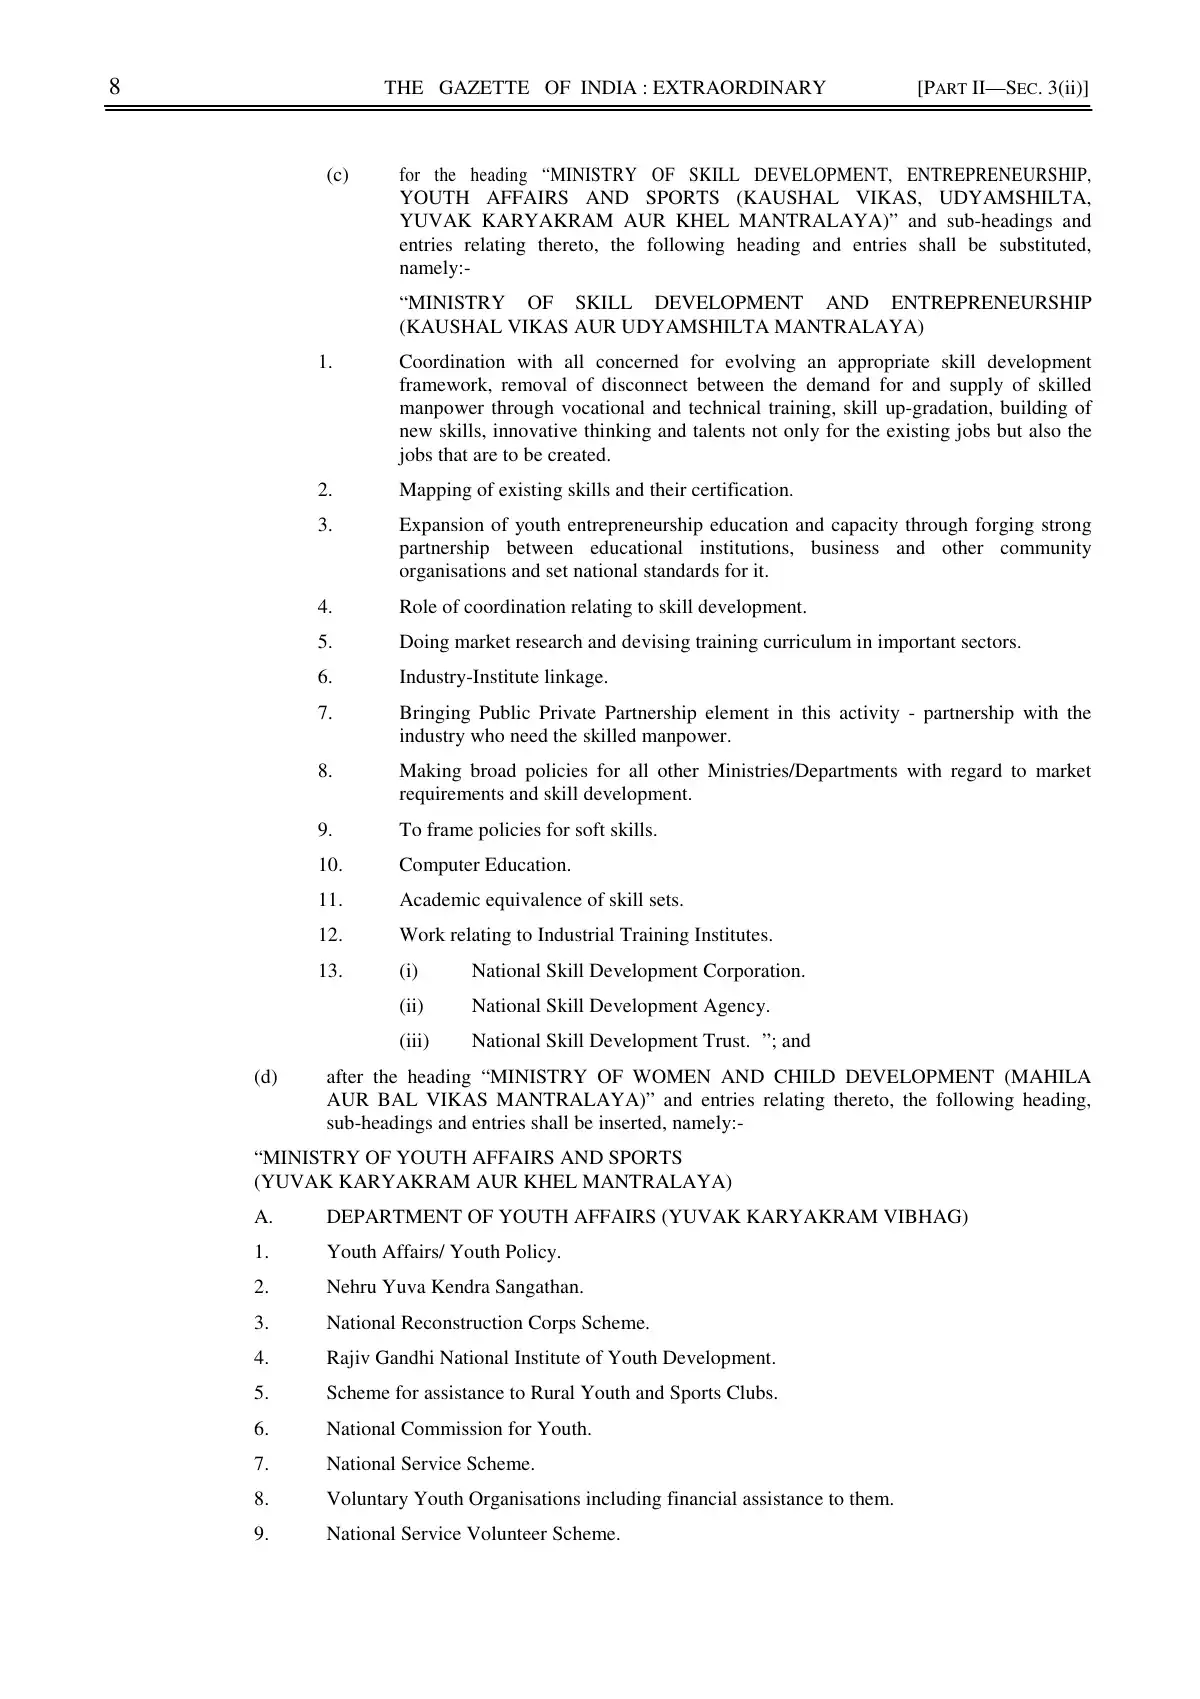 8 THE GAZETTE OF INDIA : EXTRAORDINARY [PART II—SEC. 3(ii)]
(c) for the heading “MINISTRY OF SKILL DEVELOPMENT, ENTREPRENEURSHIP,
YOUTH AFFAIRS AND SPORTS (KAUSHAL VIKAS, UDYAMSHILTA,
YUVAK KARYAKRAM AUR KHEL MANTRALAYA)” and sub-headings and
entries relating thereto, the following heading and entries shall be substituted,
namely:-
“MINISTRY OF SKILL DEVELOPMENT AND ENTREPRENEURSHIP
(KAUSHAL VIKAS AUR UDYAMSHILTA MANTRALAYA)
1. Coordination with all concerned for evolving an appropriate skill development
framework, removal of disconnect between the demand for and supply of skilled
manpower through vocational and technical training, skill up-gradation, building of
new skills, innovative thinking and talents not only for the existing jobs but also the
jobs that are to be created.
2. Mapping of existing skills and their certification.
3. Expansion of youth entrepreneurship education and capacity through forging strong
partnership between educational institutions, business and other community
organisations and set national standards for it.
4. Role of coordination relating to skill development.
5. Doing market research and devising training curriculum in important sectors.
6. Industry-Institute linkage.
7. Bringing Public Private Partnership element in this activity - partnership with the
industry who need the skilled manpower.
8. Making broad policies for all other Ministries/Departments with regard to market
requirements and skill development.
9. To frame policies for soft skills.
10. Computer Education.
11. Academic equivalence of skill sets.
12. Work relating to Industrial Training Institutes.
13. (i) National Skill Development Corporation.
(ii) National Skill Development Agency.
(iii) National Skill Development Trust. ”; and
(d) after the heading “MINISTRY OF WOMEN AND CHILD DEVELOPMENT (MAHILA
AUR BAL VIKAS MANTRALAYA)” and entries relating thereto, the following heading,
sub-headings and entries shall be inserted, namely:-
“MINISTRY OF YOUTH AFFAIRS AND SPORTS
(YUVAK KARYAKRAM AUR KHEL MANTRALAYA)
A. DEPARTMENT OF YOUTH AFFAIRS (YUVAK KARYAKRAM VIBHAG)
1. Youth Affairs/ Youth Policy.
2. Nehru Yuva Kendra Sangathan.
3. National Reconstruction Corps Scheme.
4. Rajiv Gandhi National Institute of Youth Development.
5. Scheme for assistance to Rural Youth and Sports Clubs.
6. National Commission for Youth.
7. National Service Scheme.
8. Voluntary Youth Organisations including financial assistance to them.
9. National Service Volunteer Scheme.